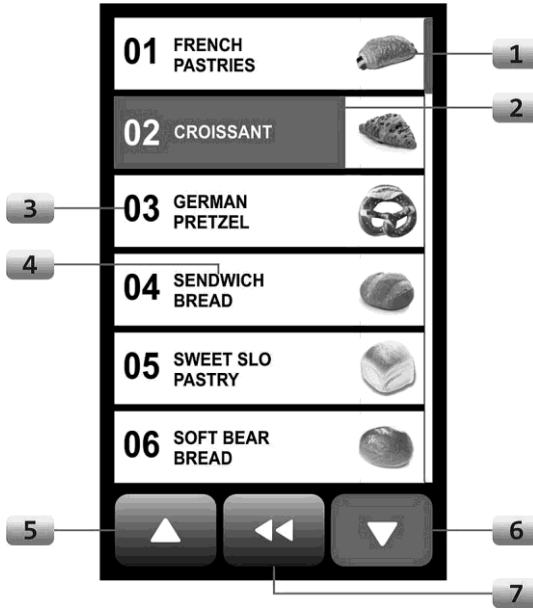 01 FRENCH
PASTRIES
1
2
02 CROISSANT
3
03 GERMAN
PRETZEL
4
04 SENDWICH
BREAD
05 SWEET SLO
PASTRY
06 SOFT BEAR
BREAD
5
6
7